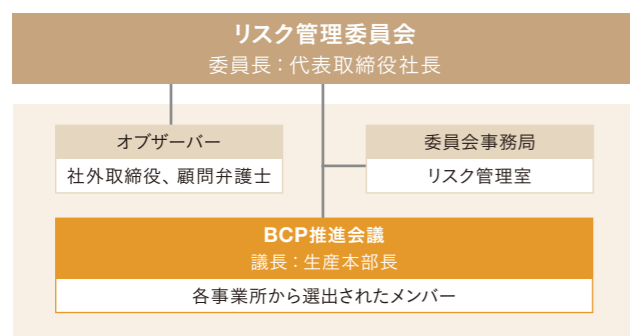 リスク管理委員会
委員長：代表取締役社長
オブザーバー
社外取締役、顧問弁護士
委員会事務局
リスク管理室
BCP推進会議
議長：生産本部長
各事業所から選出されたメンバー